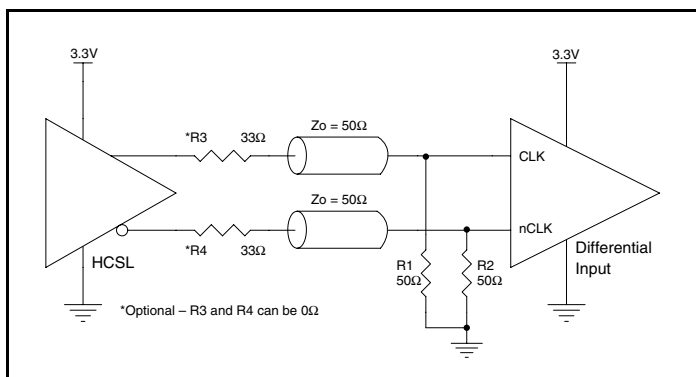 3.3V
3.3V
*R3
33Ω
Zo = 50Ω
CLK
Zo = 50Ω
nCLK
*R4
33Ω
HCSL
R1
50Ω
R2
50Ω
Differential
Input
*Optional – R3 and R4 can be 0Ω